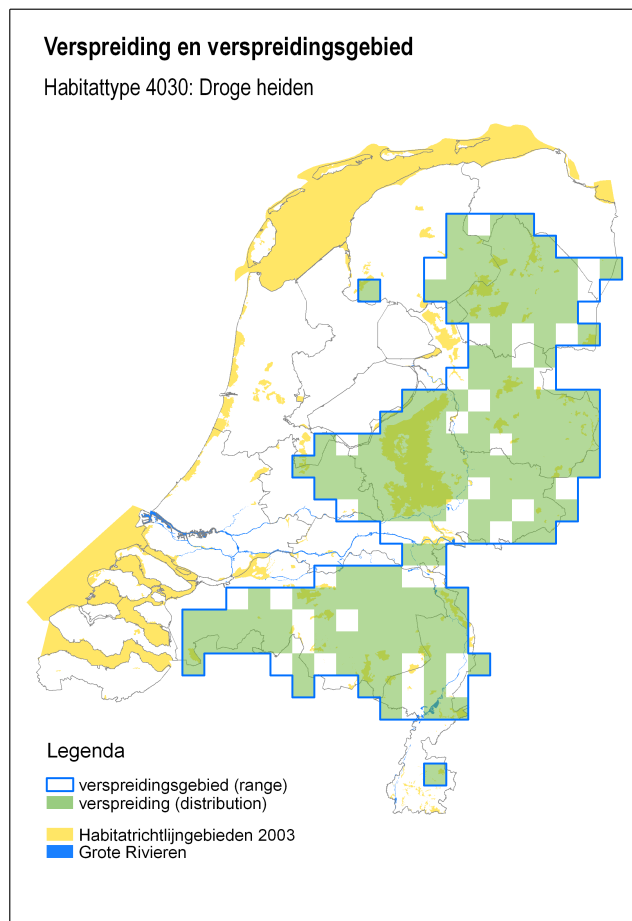 Verspreiding en verspreidingsgebied
Habitattype 4030: Droge heiden
Legenda
verspreidingsgebied (range)
verspreiding (distribution)
Habitatrichtlijngebieden 2003
Grote Rivieren